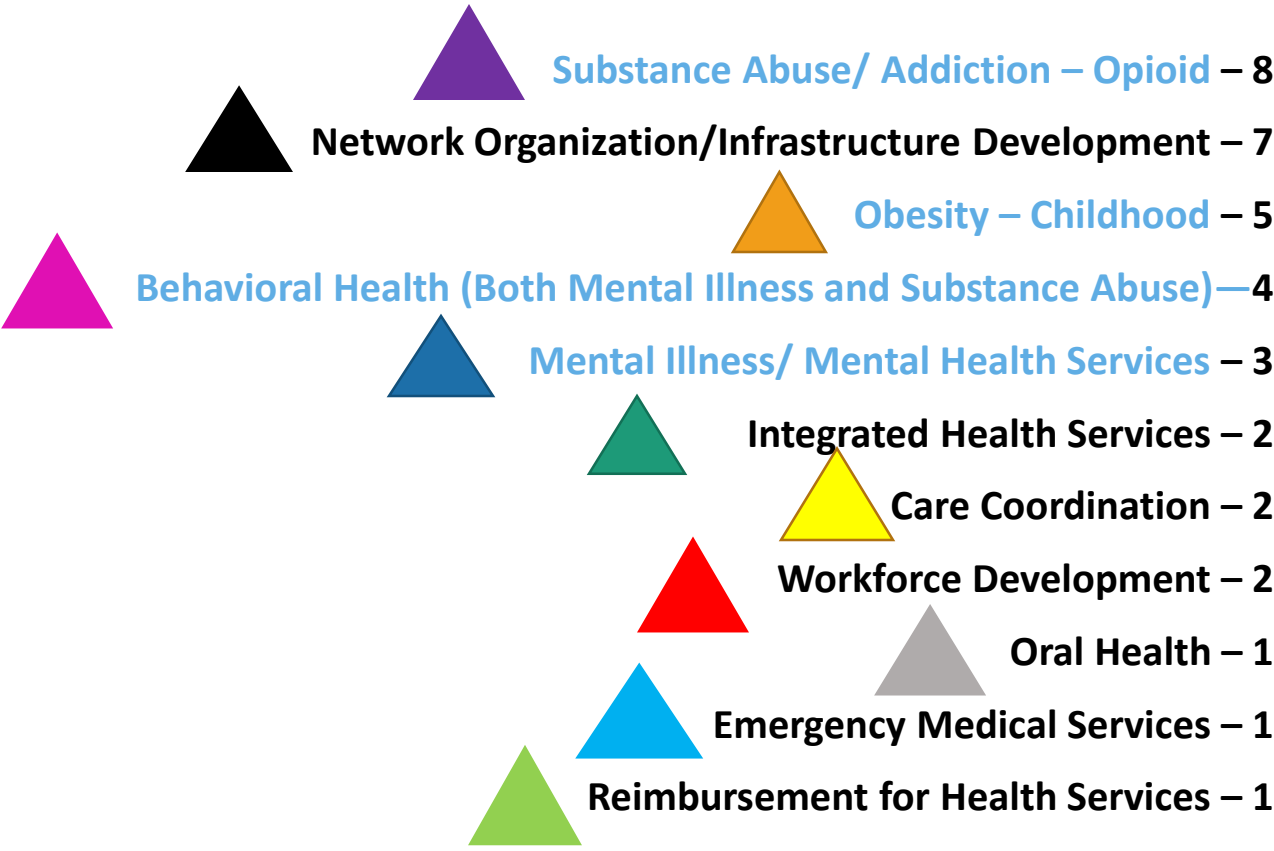 Substance Abuse/ Addiction – Opioid – 8
Network Organization/Infrastructure Development – 7
Obesity – Childhood – 5
Behavioral Health (Both Mental Illness and Substance Abuse)—4
Mental Illness/ Mental Health Services – 3
Integrated Health Services – 2
Care Coordination – 2
Workforce Development – 2
Oral Health – 1
Emergency Medical Services – 1
Reimbursement for Health Services – 1